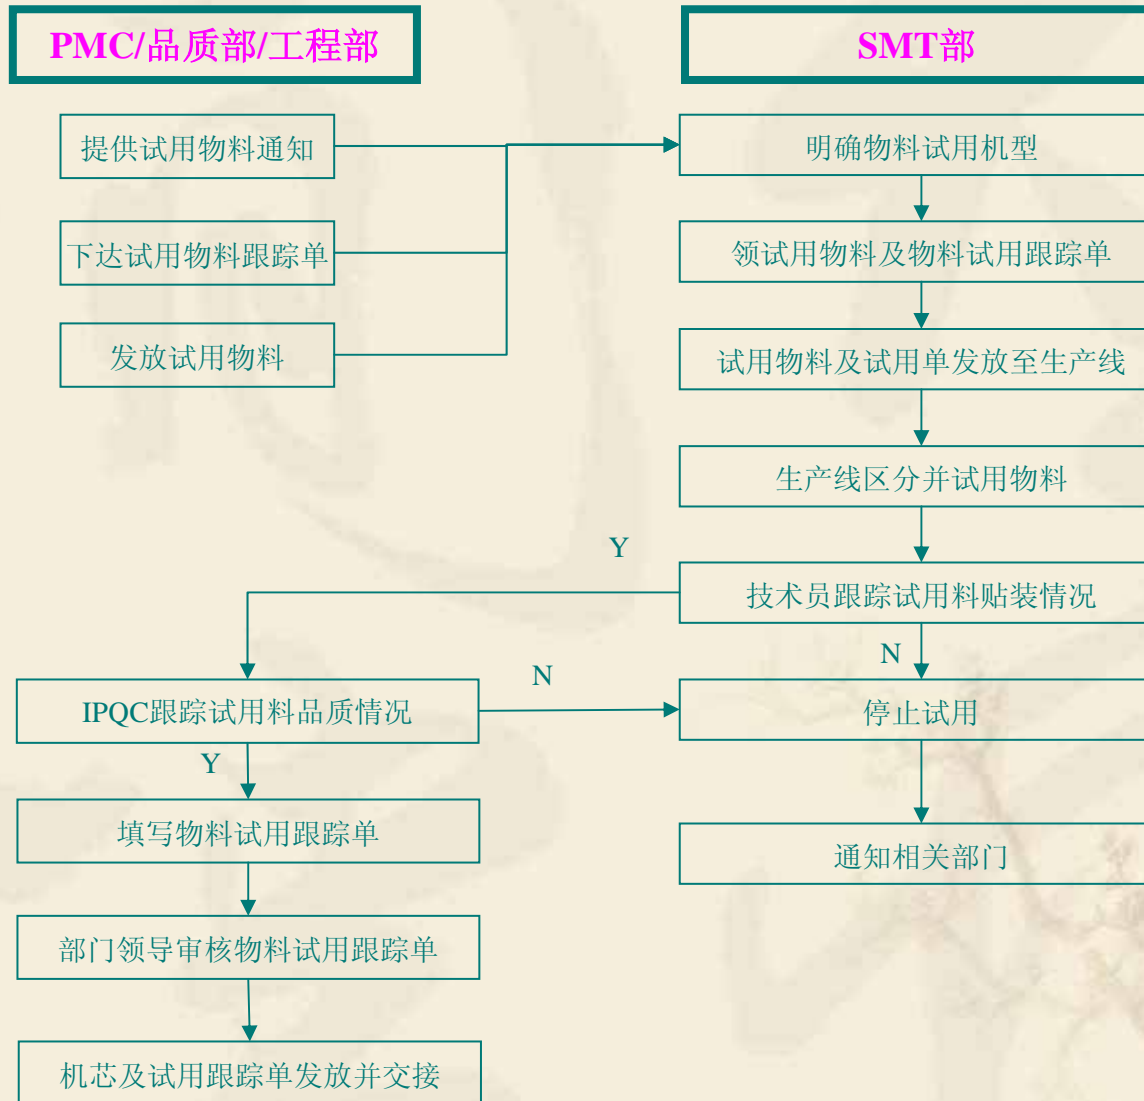 PMC/品质部/工程部
SMT部
提供试用物料通知
明确物料试用机型
下达试用物料跟踪单
领试用物料及物料试用跟踪单
发放试用物料
试用物料及试用单发放至生产线
生产线区分并试用物料
Y
技术员跟踪试用料贴装情况
N
N
IPQC跟踪试用料品质情况
停止试用
Y
填写物料试用跟踪单
通知相关部门
部门领导审核物料试用跟踪单
机芯及试用跟踪单发放并交接